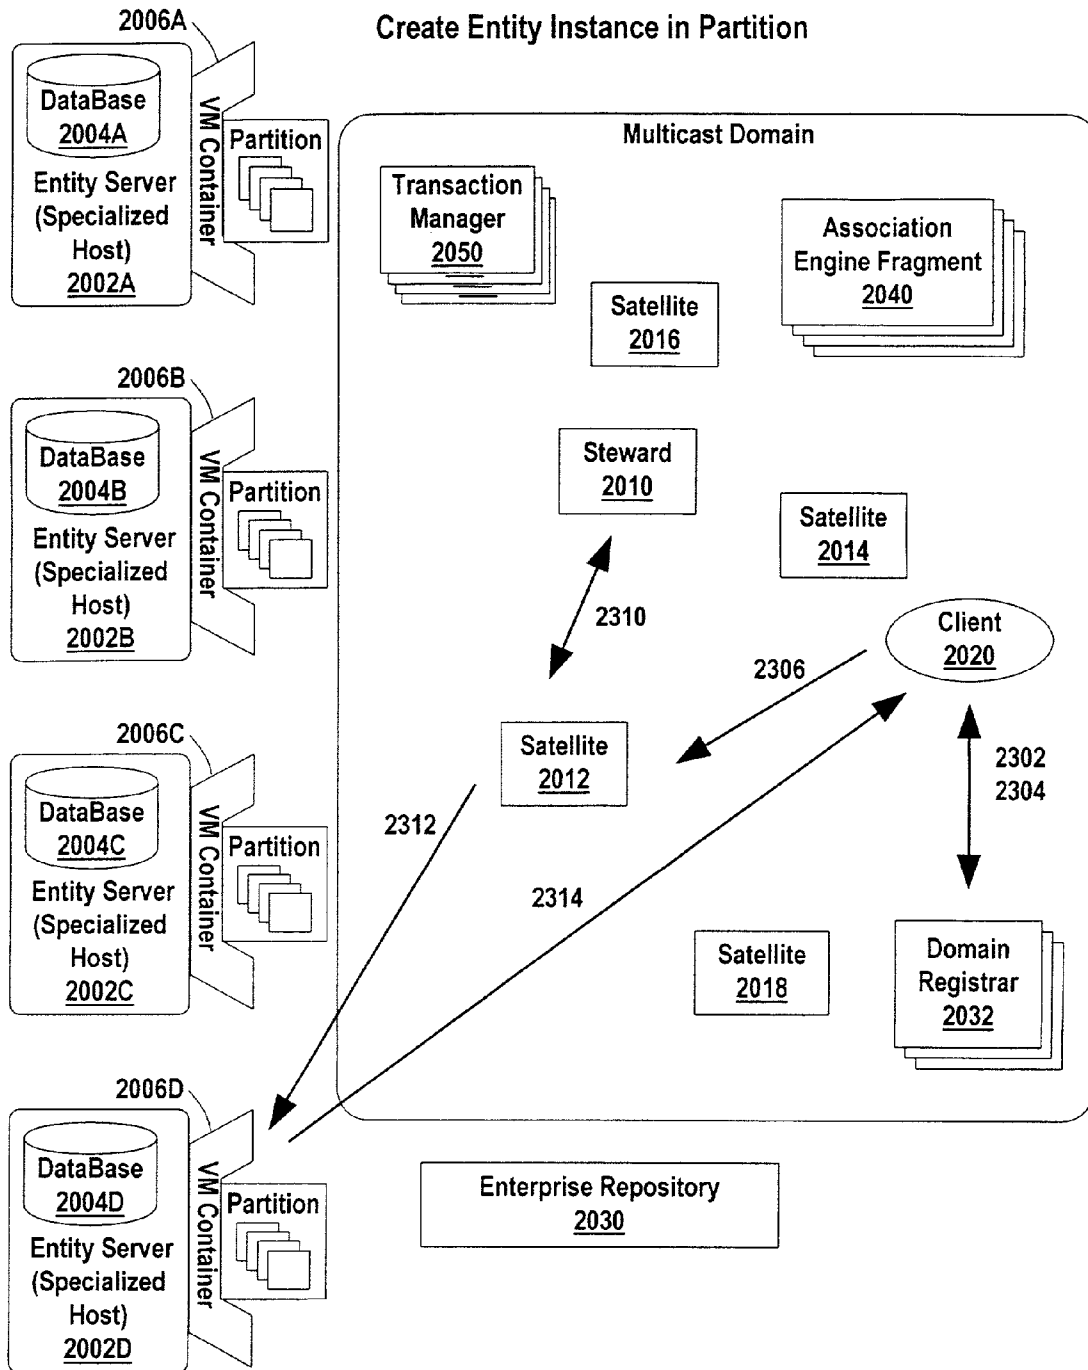 Create Entity Instance in Partition
2006A
DataBase
2004A
Entity Server
(Specialized
Host)
2002A
VM Container
Partition
2006B
DataBase
2004B
Entity Server
(Specialized
Host)
2002B
VM Container
Partition
2006C
DataBase
2004C
Entity Server
(Specialized
Host)
2002C
VM Container
Partition
2006D
DataBase
2004D
Entity Server
(Specialized
Host)
2002D
VM Container
Partition
Multicast Domain
Transaction
Manager
2050
Association
Engine Fragment
2040
Satellite
2016
Steward
2010
Satellite
2014
2310
Client
2020
2306
Satellite
2012
2302
2304
2312
2314
Satellite
2018
Domain
Registrar
2032
Enterprise Repository
2030